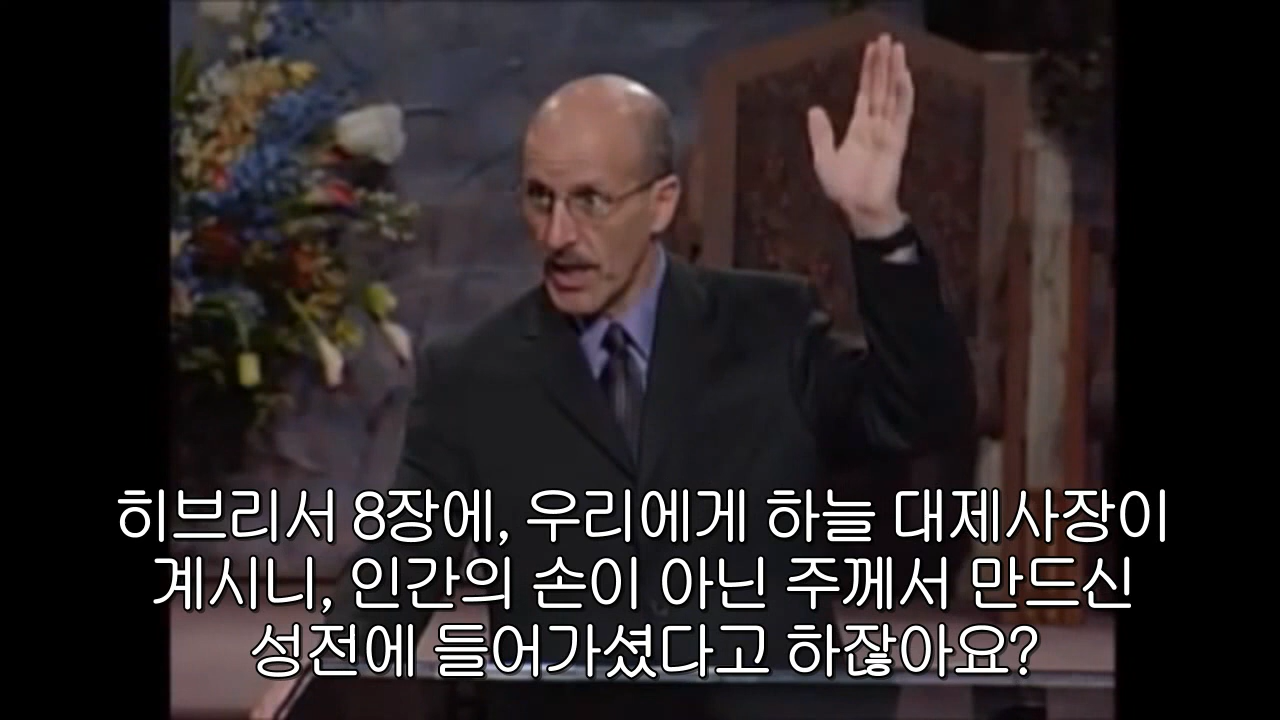 히브리서 8장에, 우리에게 하늘 대제사장이
계시니, 인간의 손이 아닌 주께서 만드신
성전에 들어가셨다고 하잖아요?